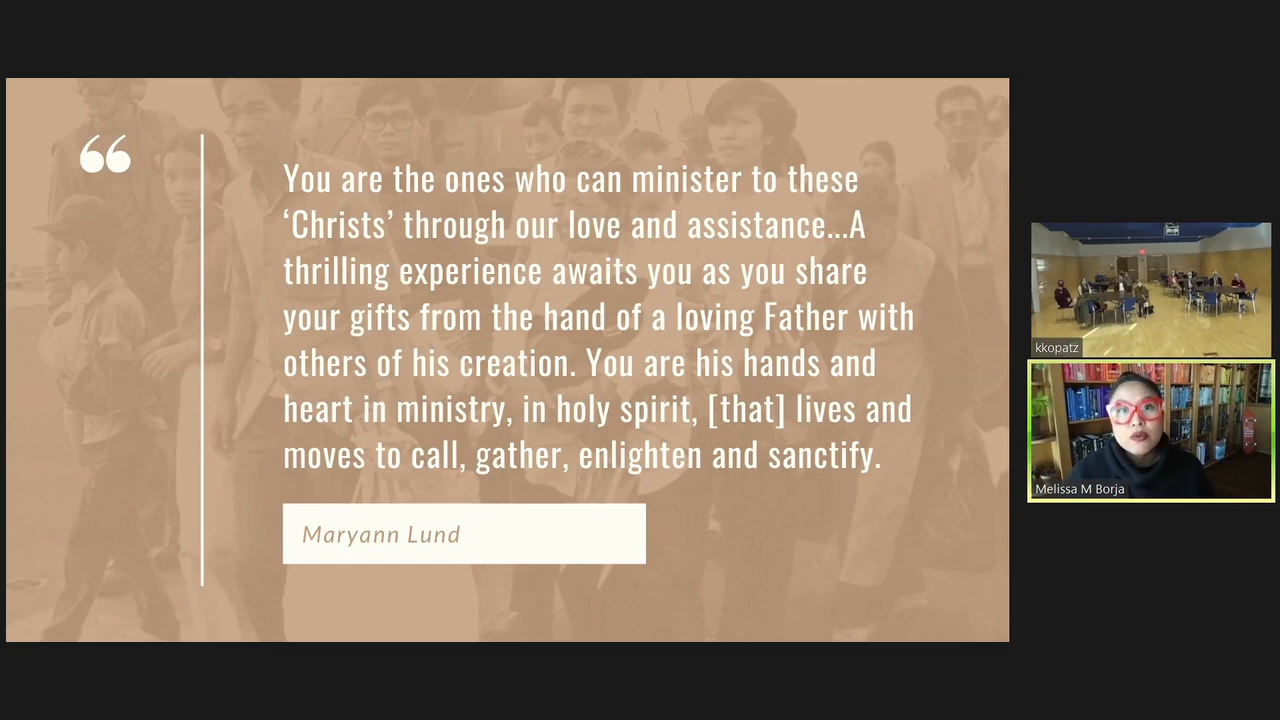 “
You are the ones who can minister to these
‘Christs’ through our love and assistance...A
thrilling experience awaits you as you share
your gifts from the hand of a loving Father with
others of his creation. You are his hands and
heart in ministry, in holy spirit, [that] lives and
moves to call, gather, enlighten and sanctify.
Maryann Lund
kkopatz
Melissa M Borja